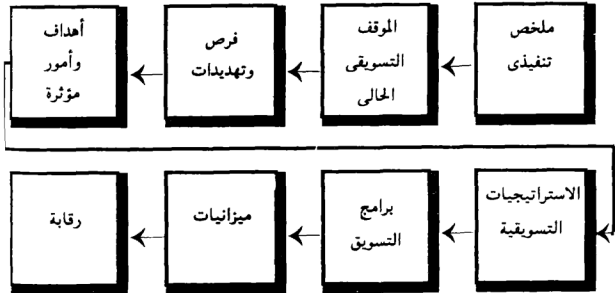 ملخص
تنفيذى
الموقف
التسويقى
الحالى
فرص
وتهديدات
أهداف
وأمور
مؤثرة
الاستراتيجيات
التسويقية
برامج
التسويق
ميزانيات
رقابة